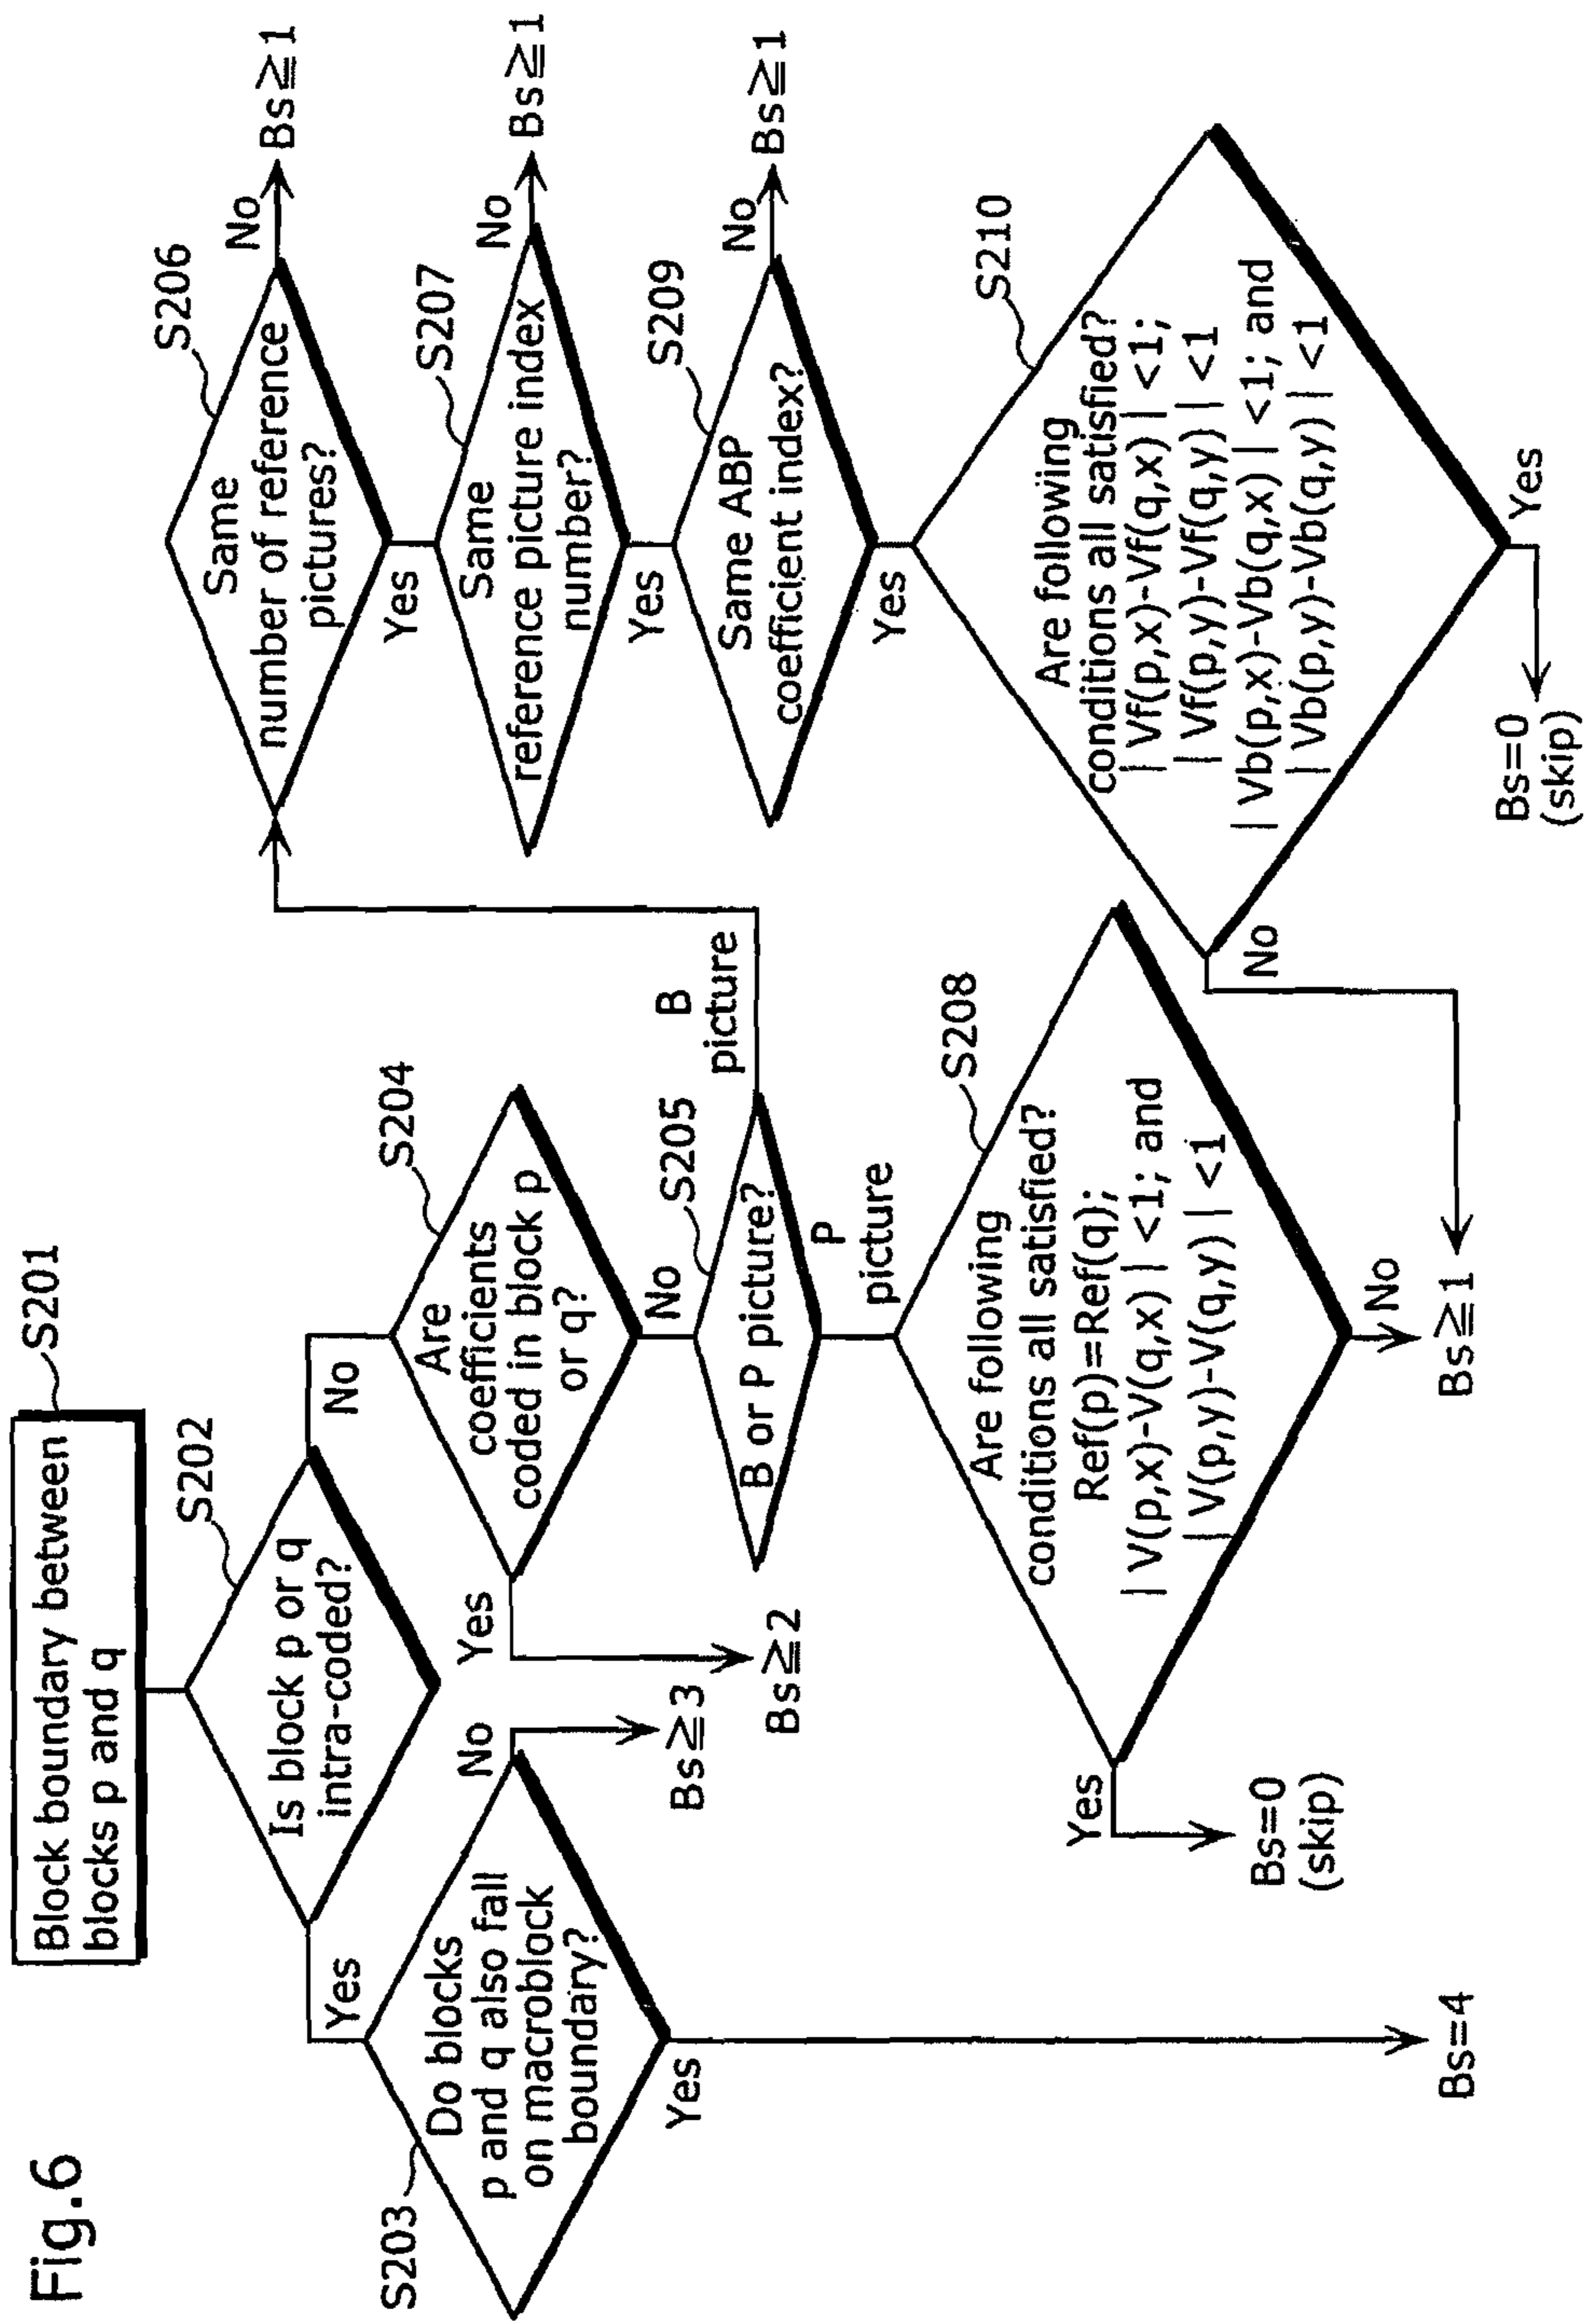 Fig.6
Block boundary between
blocks p and q
S201
Is block p or q
intra-coded?
S202
Yes
No
Do blocks
p and q also fall
on macroblock
boundary?
S203
No
Bs≧3
Yes
Bs=4
Are
coefficients
coded in block p
or q?
S204
Yes
Bs≧2
No
B or P picture?
S205
B
picture
P
picture
Are following
conditions all satisfied?
Ref(p)=Ref(q);
| V(p,x)-V(q,x) | <1; and
| V(p,y)-V(q,y) | <1
S208
Yes
Bs=0
(skip)
No
Bs≧1
Same
number of reference
pictures?
S206
No
Bs≧1
Yes
Same
reference picture index
number?
S207
No
Bs≧1
Yes
Same ABP
coefficient index?
S209
No
Bs≧1
Yes
Are following
conditions all satisfied?
| Vf(p,x)-Vf(q,x) | <1;
| Vf(p,y)-Vf(q,y) | <1
| Vb(p,x)-Vb(q,x) | <1; and
| Vb(p,y)-Vb(q,y) | <1
S210
No
Yes
Bs=0
(skip)